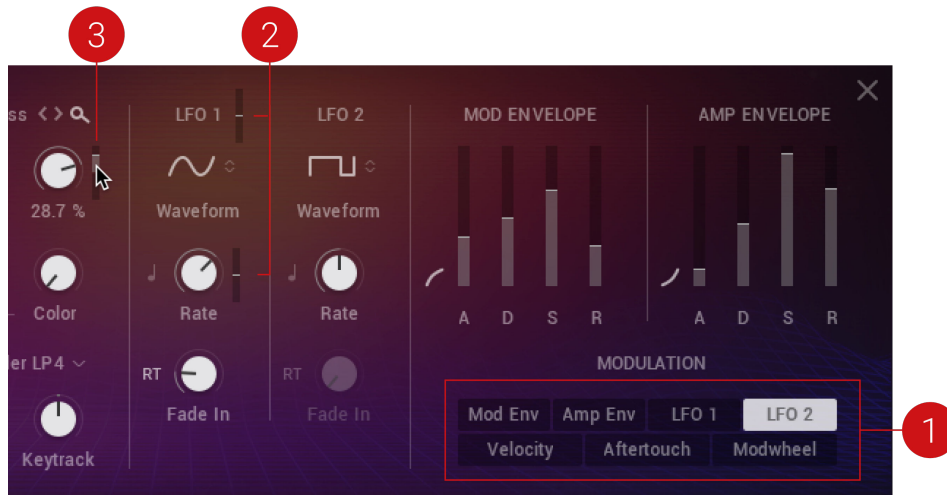 3
2
ss
LFO 1
LFO 2
MOD ENVELOPE
AMP ENVELOPE
28.7 %
Waveform
Waveform
Color
Rate
Rate
A D S R
A D S R
ler LP4
MODULATION
RT
RT
Fade In
Fade In
Mod Env
Amp Env
LFO 1
LFO 2
1
Keytrack
Velocity
Aftertouch
Modwheel